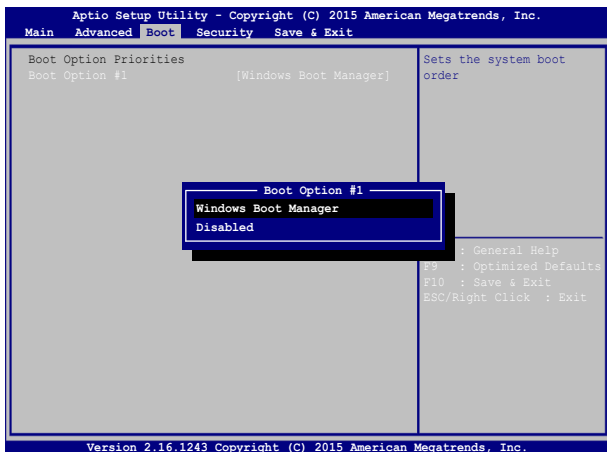 Aptio Setup Utility - Copyright (C) 2015 American Megatrends, Inc.
Main Advanced Boot Security Save & Exit
Boot Option Priorities
Boot Option #1 [Windows Boot Manager]
Sets the system boot
order
Boot Option #1
Windows Boot Manager
Disabled
: General Help
F9 : Optimized Defaults
F10 : Save & Exit
ESC/Right Click : Exit
Version 2.16.1243 Copyright (C) 2015 American Megatrends, Inc.